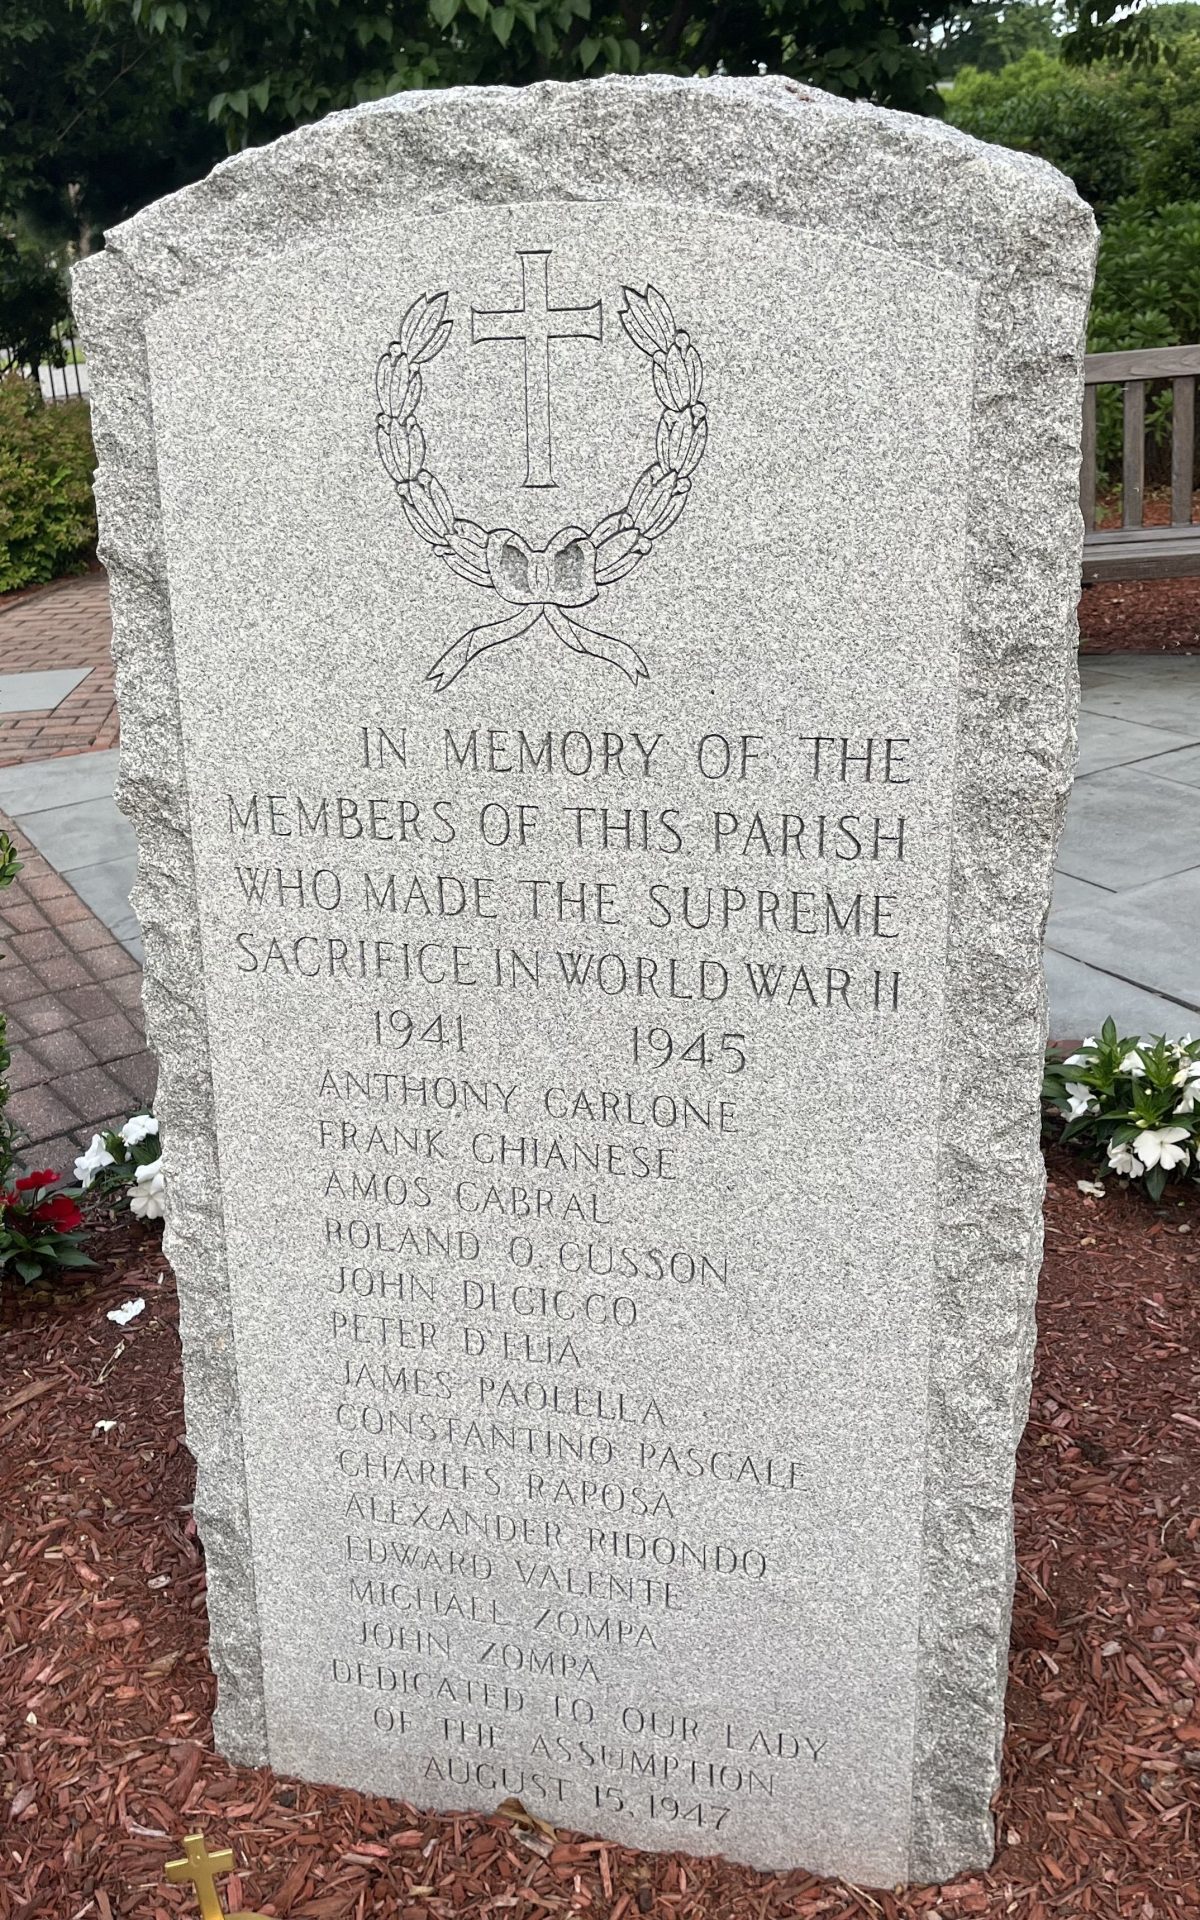 IN MEMORY OF THE
MEMBERS OF THIS PARISH
WHO MADE THE SUPREME
SACRIFICE IN WORLD WAR II
1941 1945
ANTHONY CARLONE
FRANK CHIANESE
AMOS CABRAL
ROLAND O. CUSSON
JOHN DICICCO
PETER D'ELIA
JAMES PAOLELLA
CONSTANTINO PASCALE
CHARLES RAPOSA
ALEXANDER RIDONDO
EDWARD VALENTE
MICHAEL ZOMPA
JOHN ZOMPA
DEDICATED TO OUR LADY
OF THE ASSUMPTION
AUGUST 15, 1947